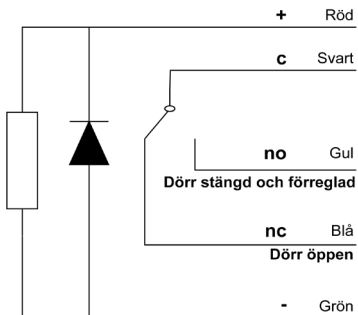 + Röd
c Svart
no Gul
Dörr stängd och förreglad
nc Blå
Dörr öppen
- Grön